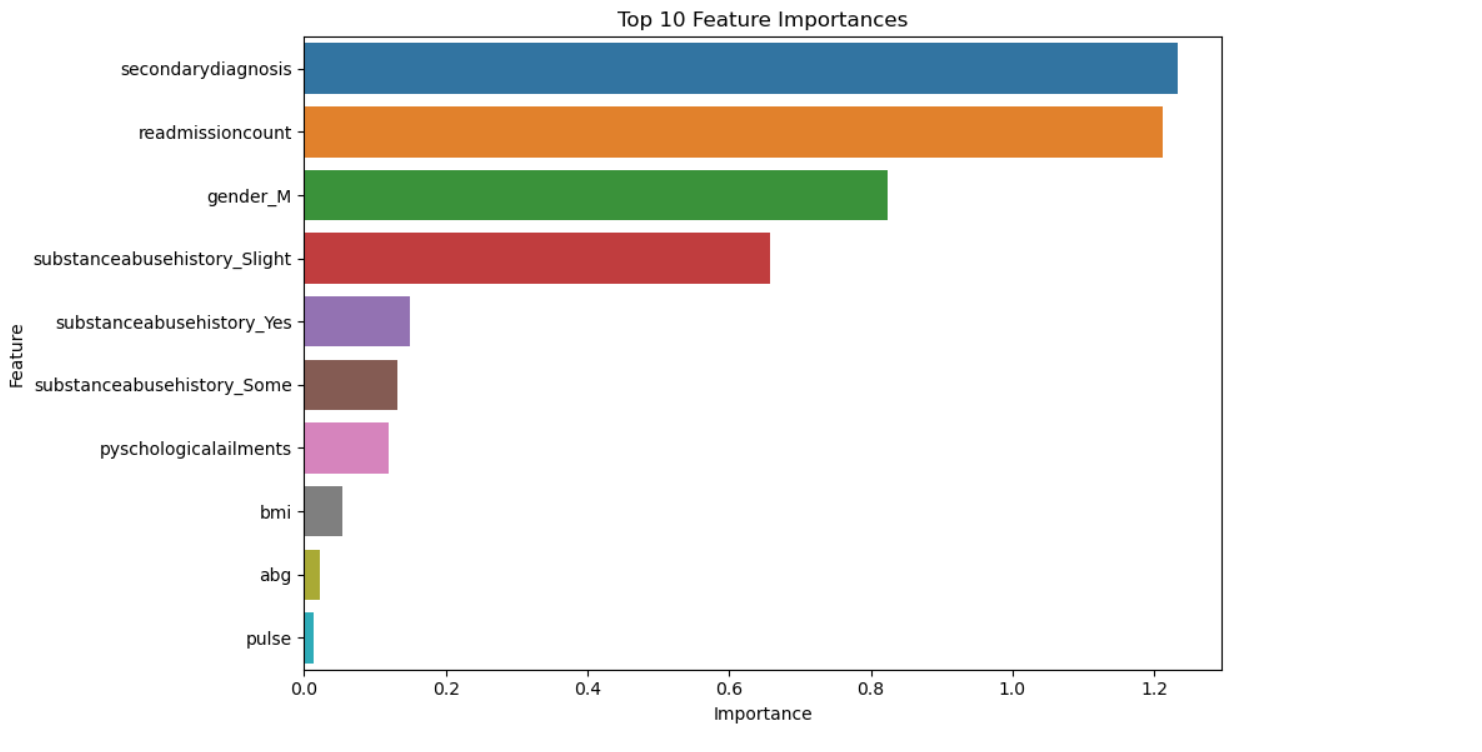 Top 10 Feature Importances
secondarydiagnosis
readmissioncount
gender_M
substanceabusehistory_Slight
substanceabusehistory_Yes
substanceabusehistory_Some
pyschologicalailments
bmi
abg
pulse
Feature
0.0 0.2 0.4 0.6 0.8 1.0 1.2
Importance